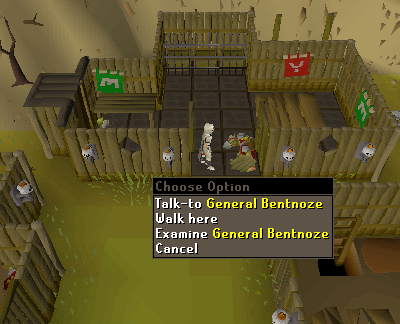 Choose Option
Talk-to General Bentnoze
Walk here
Examine General Bentnoze
Cancel